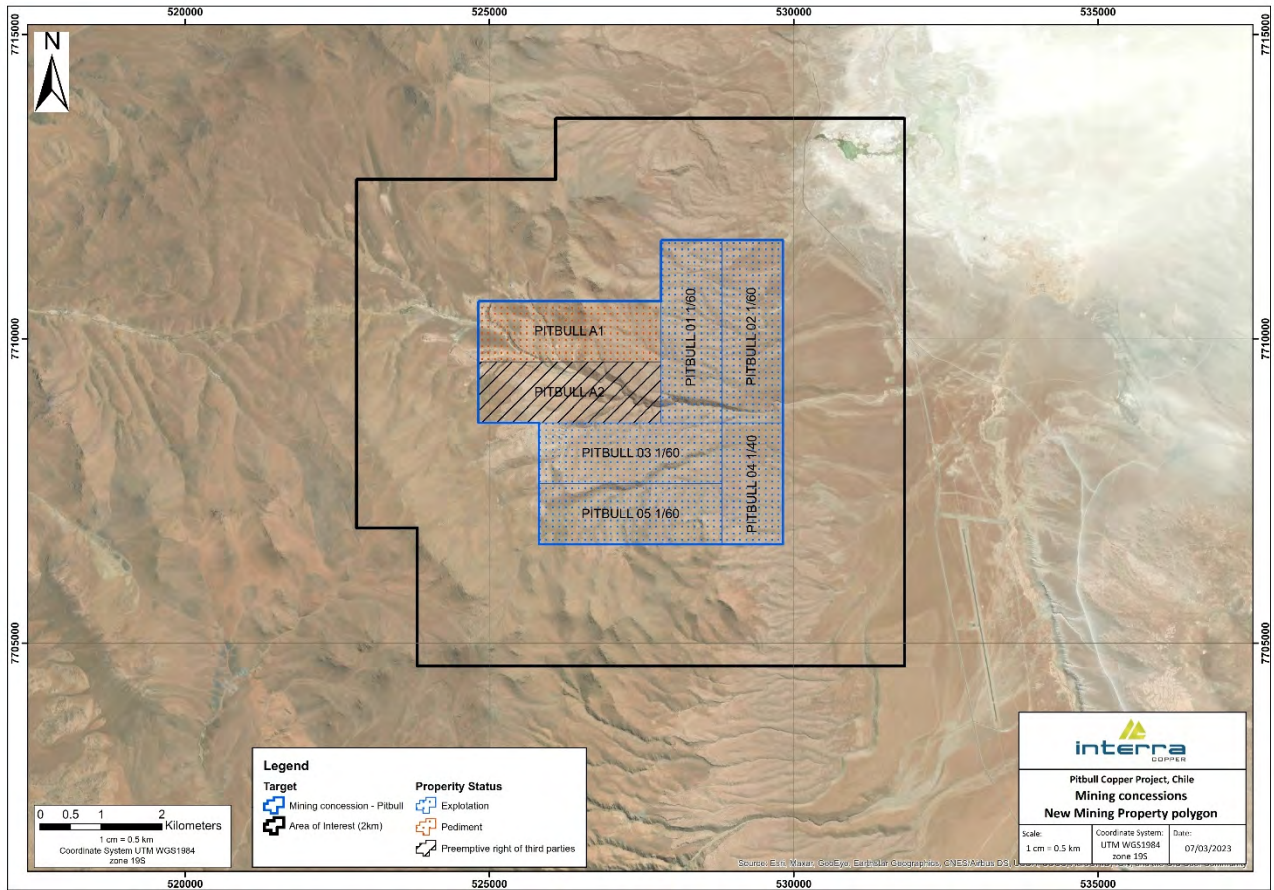 520000 525000 530000 535000
7715000 7715000
N
PITBULL 01 1/60
PITBULL 02 1/60
PITBULL A1
7710000 7710000
PITBULL A2
PITBULL 03 1/60
PITBULL 04 1/40
PITBULL 05 1/60
7705000 7705000
Legend
Target
Mining concession - Pitbull
Area of Interest (2km)
Property Status
Explotation
Pediment
Preemptive right of third parties
0 0.5 1 2
Kilometers
1 cm = 0.5 km
Coordinate System UTM WGS1984
zone 19S
interra
COPPER
Pitbull Copper Project, Chile
Mining concessions
New Mining Property polygon
Scale:
1 cm = 0.5 km
Coordinate System:
UTM WGS1984
zone 19S
Date:
07/03/2023
Source: Esri, Maxar, GeoEye, Earthstar Geographics, CNES/Airbus DS,
520000 525000 530000 535000